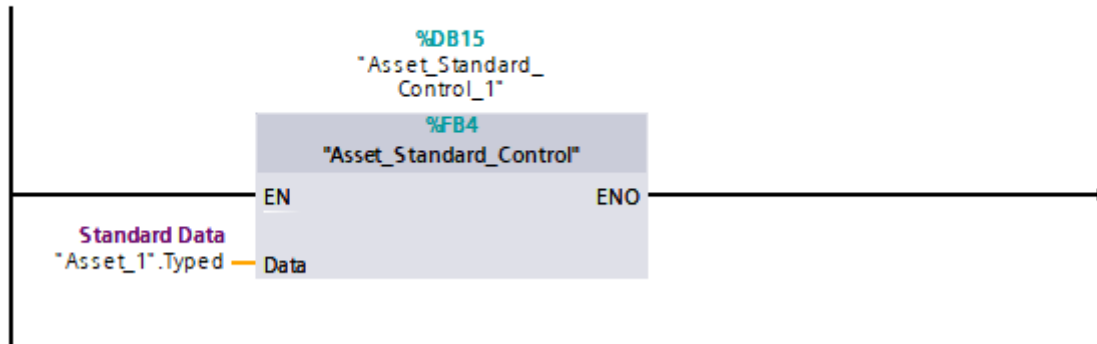 %DB15
"Asset_Standard_
Control_1"
%FB4
"Asset_Standard_Control"
EN ENO
Standard Data
"Asset_1".Typed Data